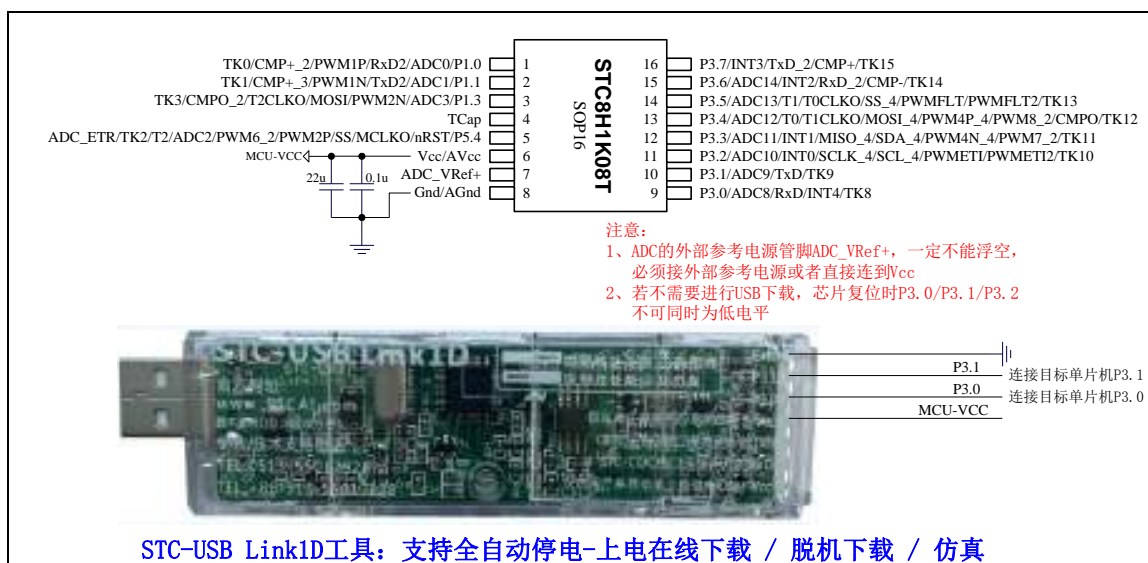 TK0/CMP+_2/PWM1P/RxD2/ADC0/P1.0 1
TK1/CMP+_3/PWM1N/TxD2/ADC1/P1.1 2
TK3/CMPO_2/T2CLKO/MOSI/PWM2N/ADC3/P1.3 3
TCap 4
ADC_ETR/TK2/T2/ADC2/PWM6_2/PWM2P/SS/MCLKO/nRST/P5.4 5
MCU-VCC Vcc/AVcc 6
22u 0.1u ADC_VRef+ 7
Gnd/AGnd 8
STC8H1K08T
SOP16
16 P3.7/INT3/TxD_2/CMP+/TK15
15 P3.6/ADC14/INT2/RxD_2/CMP-/TK14
14 P3.5/ADC13/T1/T0CLKO/SS_4/PWMFLT/PWMFLT2/TK13
13 P3.4/ADC12/T0/T1CLKO/MOSI_4/PWM4P_4/PWM8_2/CMPO/TK12
12 P3.3/ADC11/INT1/MISO_4/SDA_4/PWM4N_4/PWM7_2/TK11
11 P3.2/ADC10/INT0/SCLK_4/SCL_4/PWMETI/PWMETI2/TK10
10 P3.1/ADC9/TxD/TK9
9 P3.0/ADC8/RxD/INT4/TK8
注意:
1、ADC的外部参考电源管脚ADC_VRef+，一定不能浮空，
必须接外部参考电源或者直接连到Vcc
2、若不需要进行USB下载，芯片复位时P3.0/P3.1/P3.2
不可同时为低电平
STC-USB Link1D
P3.1 连接目标单片机P3.1
P3.0 连接目标单片机P3.0
MCU-VCC
STC-USB Link1D工具: 支持全自动停电-上电在线下载 / 脱机下载 / 仿真